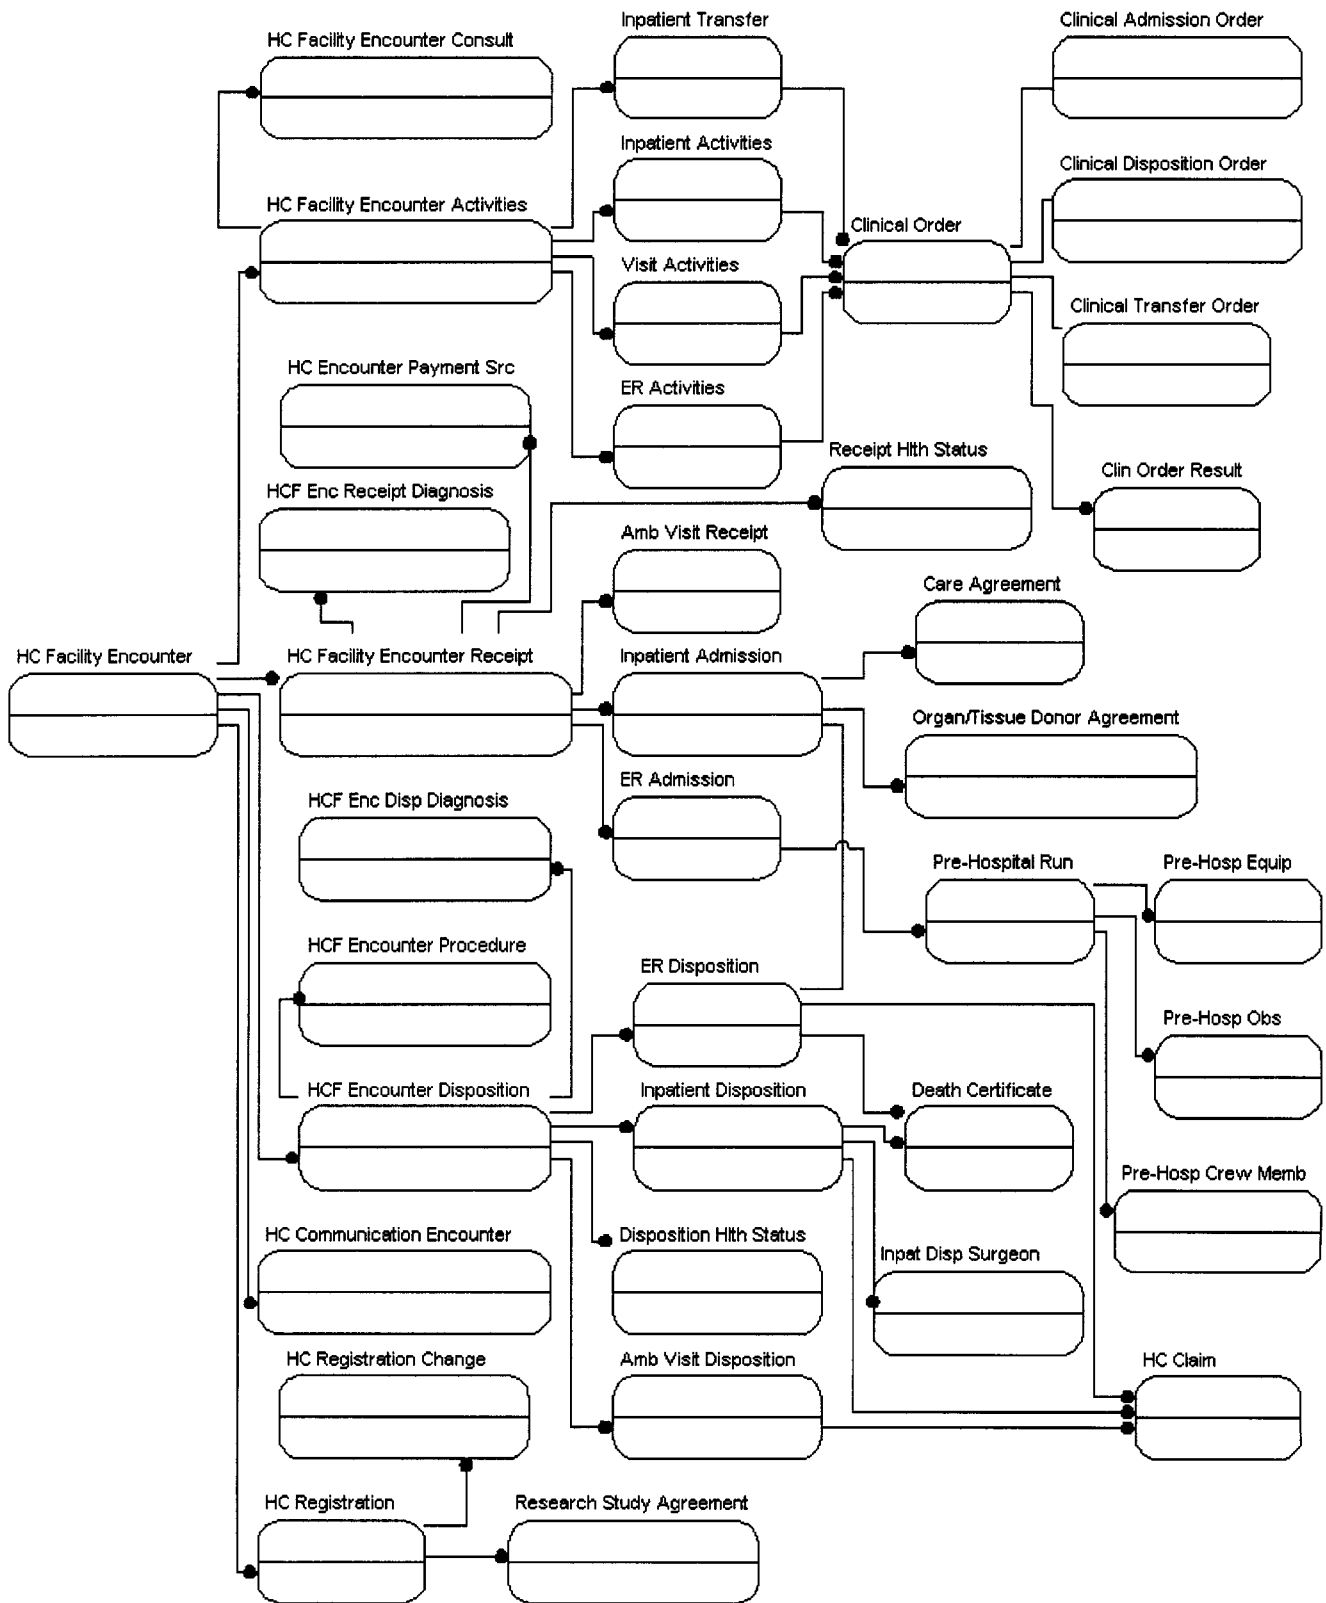 Inpatient Transfer
Clinical Admission Order
HC Facility Encounter Consult
Inpatient Activities
Clinical Disposition Order
HC Facility Encounter Activities
Clinical Order
Visit Activities
Clinical Transfer Order
HC Encounter Payment Src
ER Activities
Receipt Hlth Status
Clin Order Result
HCF Enc Receipt Diagnosis
Amb Visit Receipt
Care Agreement
HC Facility Encounter
HC Facility Encounter Receipt
Inpatient Admission
Organ/Tissue Donor Agreement
ER Admission
HCF Enc Disp Diagnosis
Pre-Hospital Run
Pre-Hosp Equip
HCF Encounter Procedure
ER Disposition
Pre-Hosp Obs
HCF Encounter Disposition
Inpatient Disposition
Death Certificate
Pre-Hosp Crew Memb
HC Communication Encounter
Disposition Hlth Status
Inpat Disp Surgeon
HC Registration Change
Amb Visit Disposition
HC Claim
HC Registration
Research Study Agreement